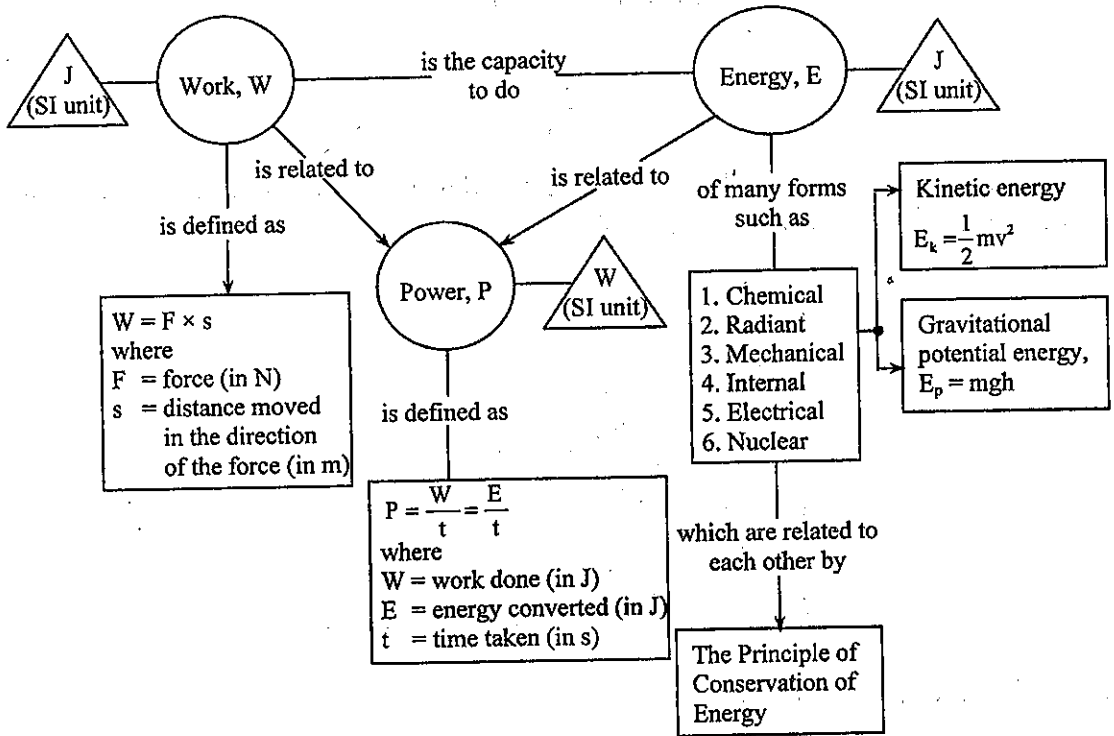 J
(SI unit)
Work, W
is the capacity
to do
Energy, E
J
(SI unit)
is related to
is related to
of many forms
such as
is defined as
Kinetic energy
E_k = 1/2 mv²
Power, P
W
(SI unit)
W = F × s
where
F = force (in N)
s = distance moved
in the direction
of the force (in m)
1. Chemical
2. Radiant
3. Mechanical
4. Internal
5. Electrical
6. Nuclear
Gravitational
potential energy,
E_p = mgh
is defined as
P = W/t = E/t
where
W = work done (in J)
E = energy converted (in J)
t = time taken (in s)
which are related to
each other by
The Principle of
Conservation of
Energy